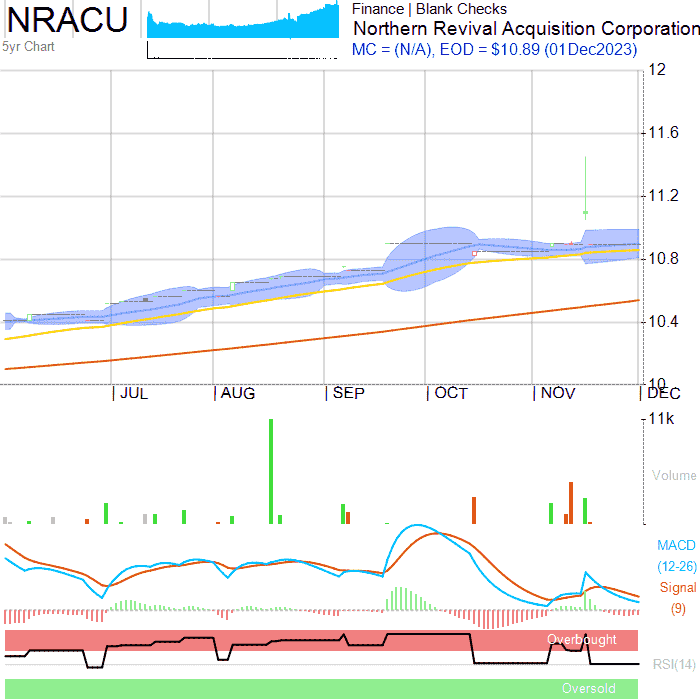 NRACU
5yr Chart
Finance | Blank Checks
Northern Revival Acquisition Corporation
MC = (N/A), EOD = $10.89 (01Dec2023)
12
11.6
11.2
10.8
10.4
10
JUL AUG SEP OCT NOV DEC
11k
Volume
MACD
(12-26)
Signal
(9)
Overbought
RSI(14)
Oversold